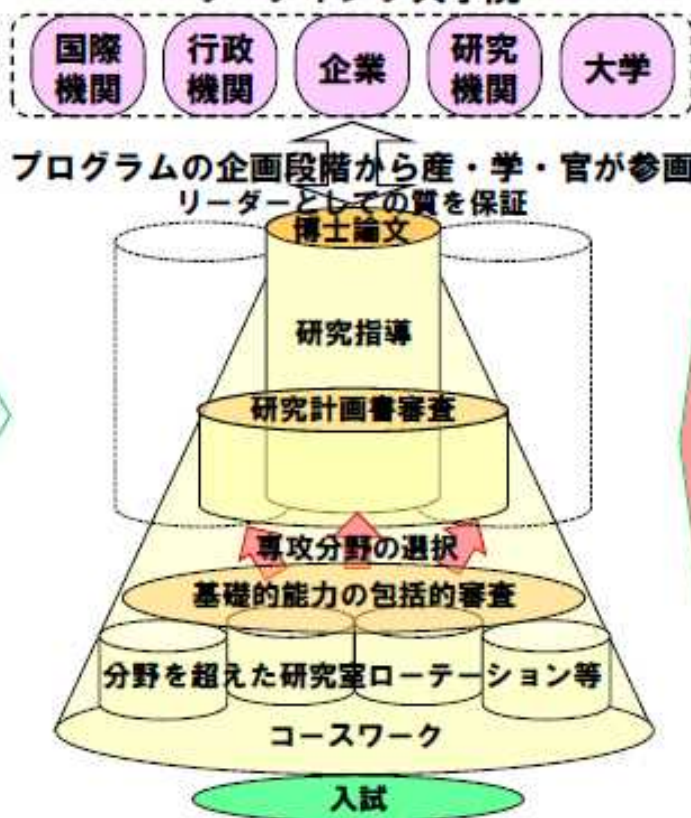 国際
機関
行政
機関
企業
研究
機関
大学
プログラムの企画段階から産・学・官が参画
リーダーとしての質を保証
博士論文
研究指導
研究計画書審査
専攻分野の選択
基礎的能力の包括的審査
分野を超えた研究室ローテーション等
コースワーク
入試